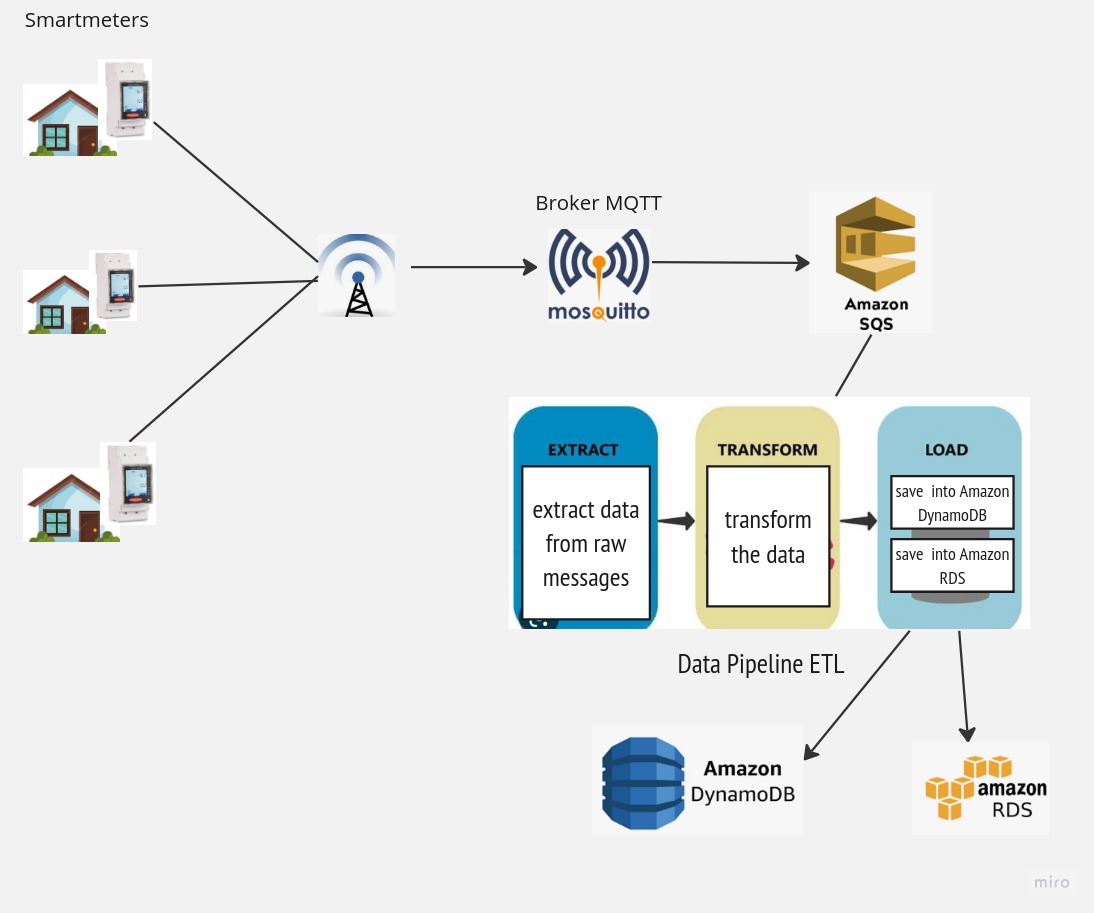 Smartmeters
Broker MQTT
mosquitto
Amazon
SQS
EXTRACT
extract data
from raw
messages
TRANSFORM
transform
the data
LOAD
save into Amazon
DynamoDB
save into Amazon
RDS
Data Pipeline ETL
Amazon
DynamoDB
amazon
RDS
miro